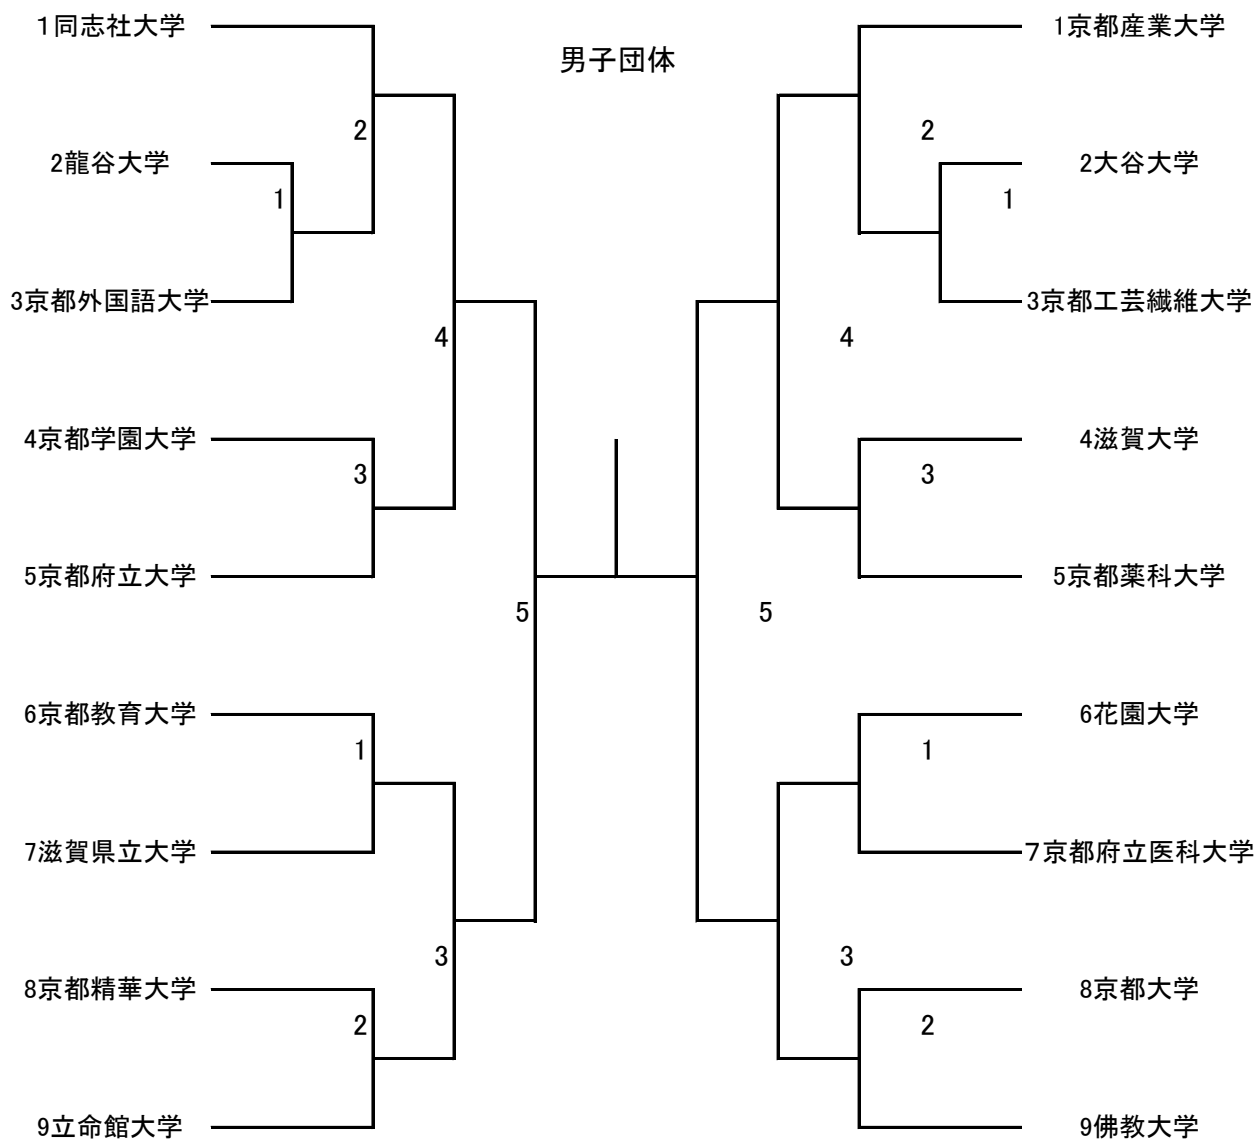 1同志社大学
1京都産業大学
男子団体
2
2
2龍谷大学
2大谷大学
1
1
3京都外国語大学
3京都工芸繊維大学
4
4
4京都学園大学
4滋賀大学
3
3
5京都府立大学
5京都薬科大学
5
5
6京都教育大学
6花園大学
1
1
7滋賀県立大学
7京都府立医科大学
3
3
8京都精華大学
8京都大学
2
2
9立命館大学
9佛教大学